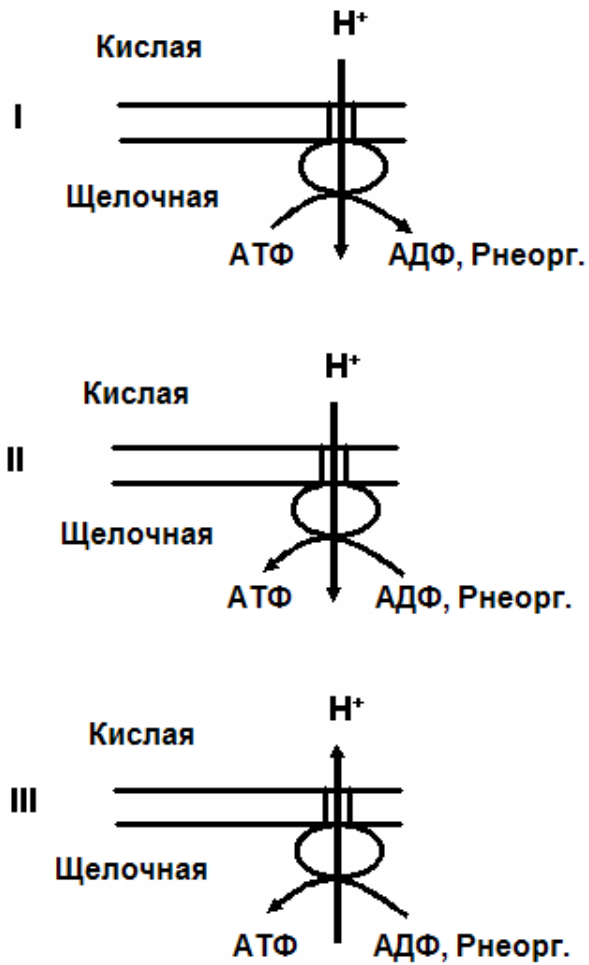 H⁺
Кислая
I
Щелочная
АТФ АДФ, Рнеорг.
H⁺
Кислая
II
Щелочная
АТФ АДФ, Рнеорг.
H⁺
Кислая
III
Щелочная
АТФ АДФ, Рнеорг.